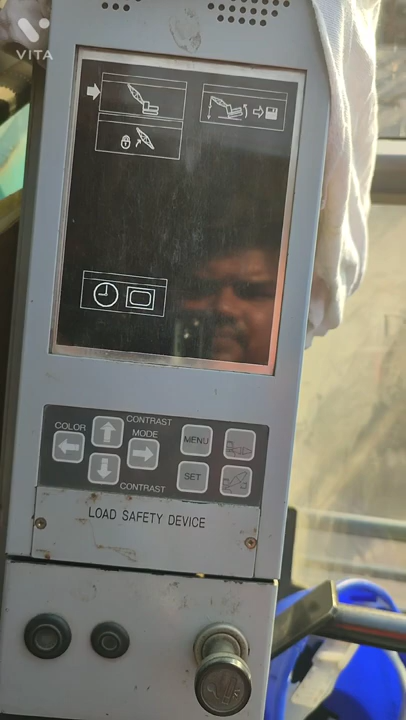 VITA
COLOR
CONTRAST
MODE
MENU
SET
CONTRAST
LOAD SAFETY DEVICE